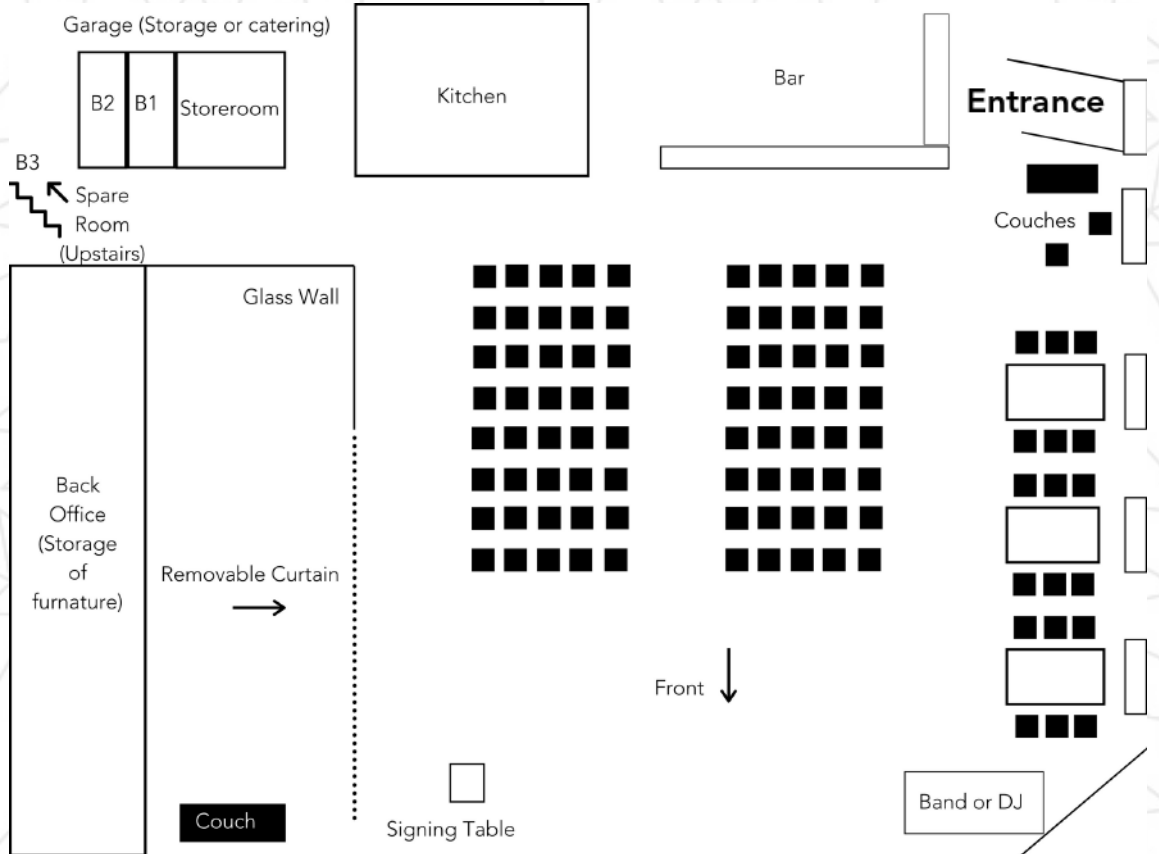 Garage (Storage or catering)
B2
B1
Storeroom
Kitchen
Bar
Entrance
B3
Spare
Room
(Upstairs)
Couches
Glass Wall
Back
Office
(Storage
of
furnature)
Removable Curtain
Front
Couch
Signing Table
Band or DJ